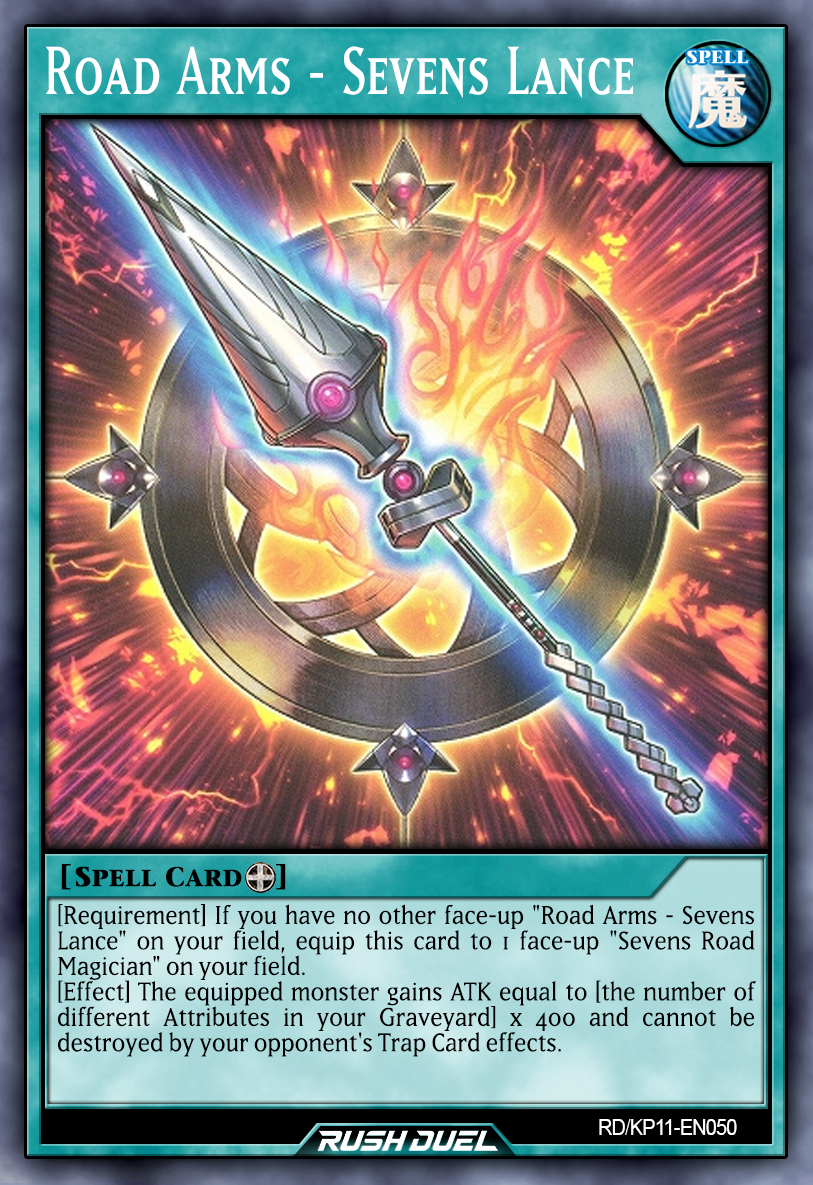 Road Arms - Sevens Lance
SPELL
魔
[Spell Card]
[Requirement] If you have no other face-up "Road Arms - Sevens
Lance" on your field, equip this card to 1 face-up "Sevens Road
Magician" on your field.
[Effect] The equipped monster gains ATK equal to [the number of
different Attributes in your Graveyard] x 400 and cannot be
destroyed by your opponent's Trap Card effects.
RD/KP11-EN050
RUSH DUEL